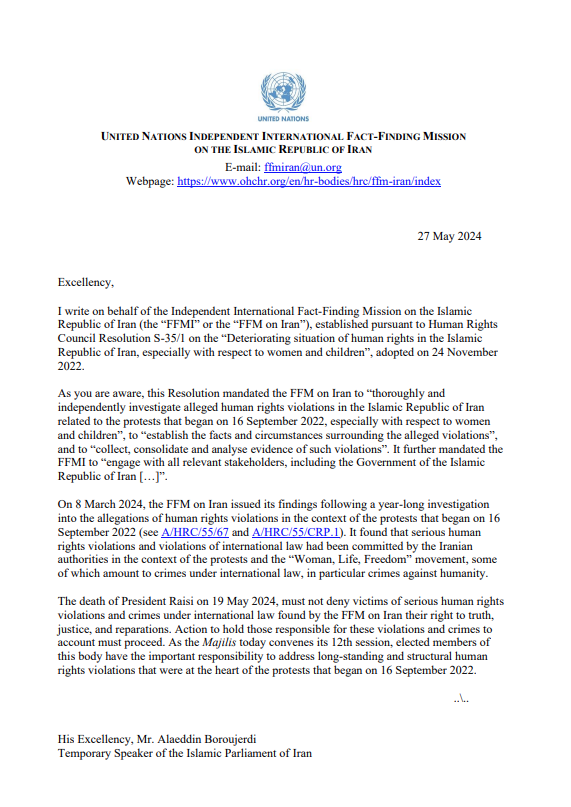 UNITED NATIONS
UNITED NATIONS INDEPENDENT INTERNATIONAL FACT-FINDING MISSION
ON THE ISLAMIC REPUBLIC OF IRAN
E-mail: ffmiran@un.org
Webpage: https://www.ohchr.org/en/hr-bodies/hrc/ffm-iran/index
27 May 2024
Excellency,
I write on behalf of the Independent International Fact-Finding Mission on the Islamic
Republic of Iran (the “FFMI” or the “FFM on Iran”), established pursuant to Human Rights
Council Resolution S-35/1 on the “Deteriorating situation of human rights in the Islamic
Republic of Iran, especially with respect to women and children”, adopted on 24 November
2022.
As you are aware, this Resolution mandated the FFM on Iran to “thoroughly and
independently investigate alleged human rights violations in the Islamic Republic of Iran
related to the protests that began on 16 September 2022, especially with respect to women
and children”, to “establish the facts and circumstances surrounding the alleged violations”,
and to “collect, consolidate and analyse evidence of such violations”. It further mandated the
FFMI to “engage with all relevant stakeholders, including the Government of the Islamic
Republic of Iran […]”.
On 8 March 2024, the FFM on Iran issued its findings following a year-long investigation
into the allegations of human rights violations in the context of the protests that began on 16
September 2022 (see A/HRC/55/67 and A/HRC/55/CRP.1). It found that serious human
rights violations and violations of international law had been committed by the Iranian
authorities in the context of the protests and the “Woman, Life, Freedom” movement, some
of which amount to crimes under international law, in particular crimes against humanity.
The death of President Raisi on 19 May 2024, must not deny victims of serious human rights
violations and crimes under international law found by the FFM on Iran their right to truth,
justice, and reparations. Action to hold those responsible for these violations and crimes to
account must proceed. As the Majilis today convenes its 12th session, elected members of
this body have the important responsibility to address long-standing and structural human
rights violations that were at the heart of the protests that began on 16 September 2022.
..\..
His Excellency, Mr. Alaeddin Boroujerdi
Temporary Speaker of the Islamic Parliament of Iran